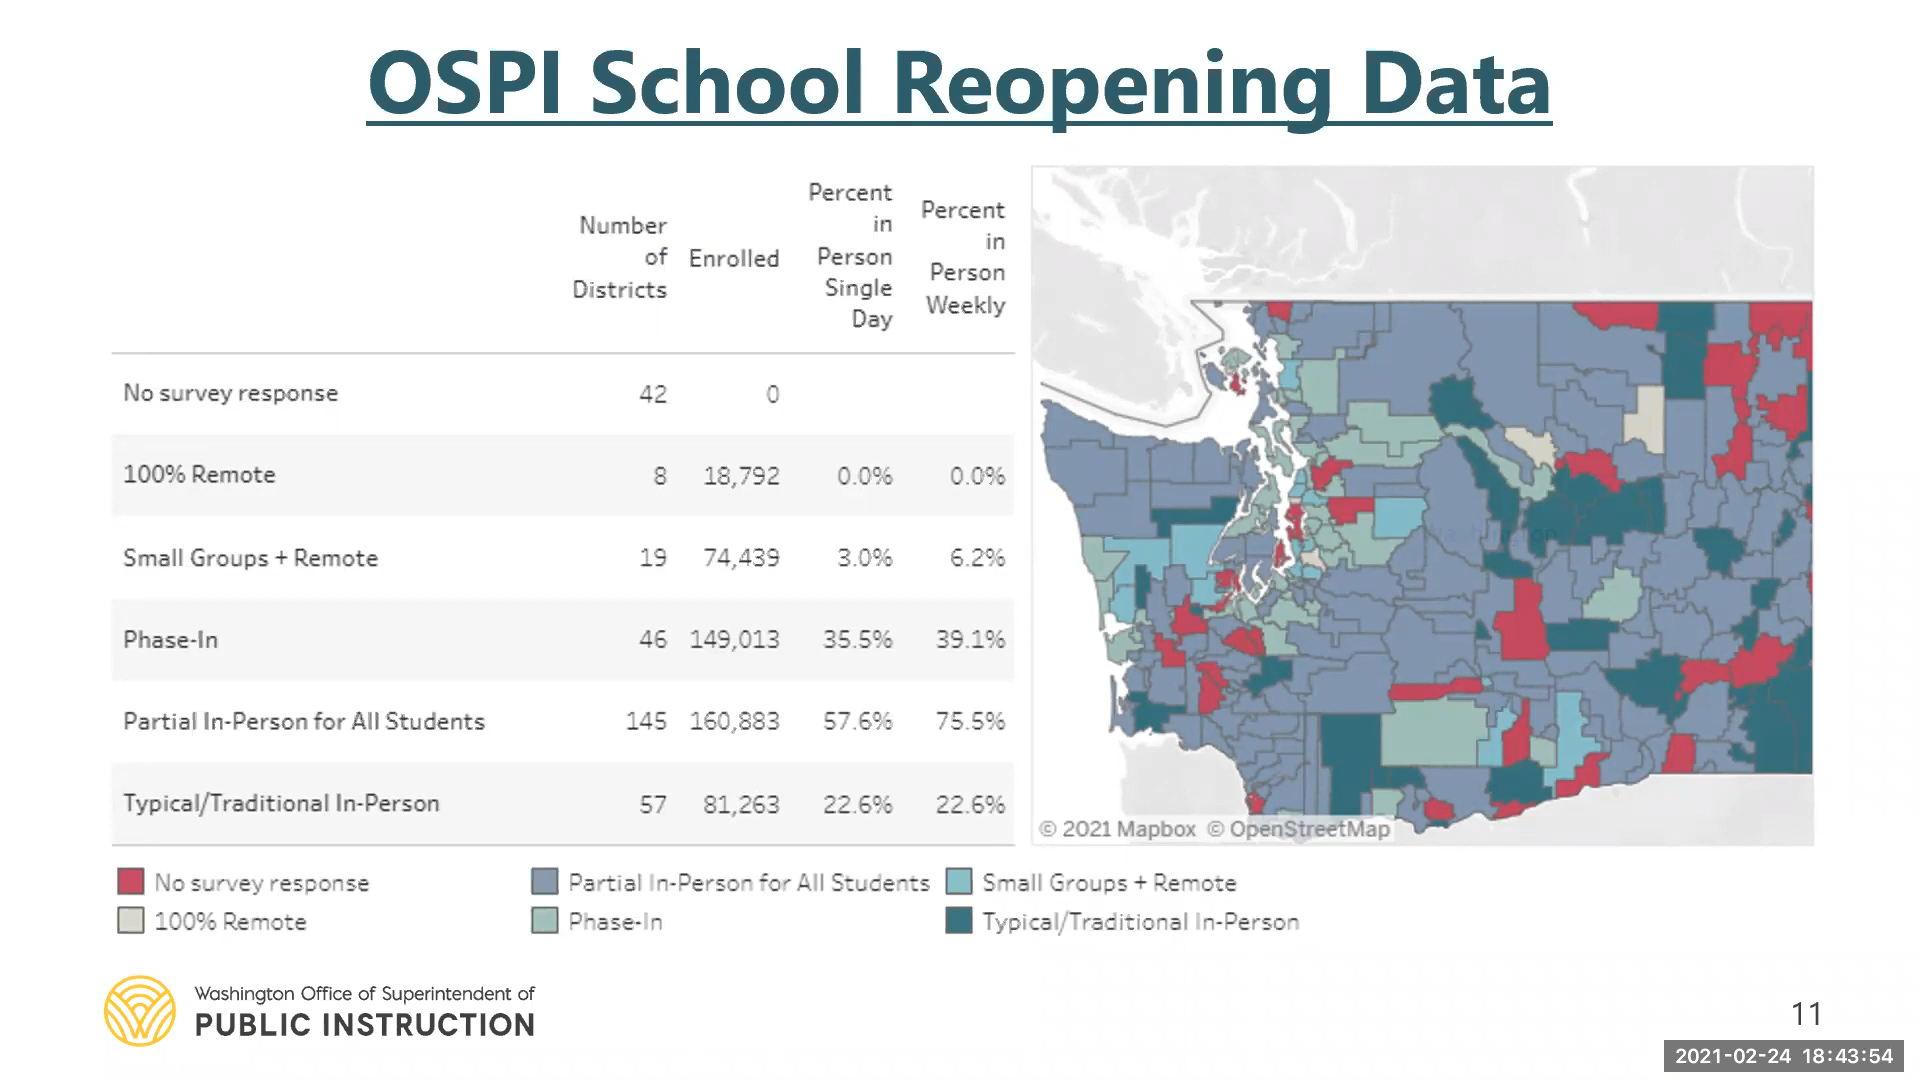 OSPI School Reopening Data
Number of Districts
Enrolled
Percent in Person Single Day
Percent in Person Weekly
No survey response 42 0
100% Remote 8 18,792 0.0% 0.0%
Small Groups + Remote 19 74,439 3.0% 6.2%
Phase-In 46 149,013 35.5% 39.1%
Partial In-Person for All Students 145 160,883 57.6% 75.5%
Typical/Traditional In-Person 57 81,263 22.6% 22.6%
Washington
© 2021 Mapbox © OpenStreetMap
No survey response Partial In-Person for All Students Small Groups + Remote
100% Remote Phase-In Typical/Traditional In-Person
Washington Office of Superintendent of
PUBLIC INSTRUCTION
11
2021-02-24 18:43:54